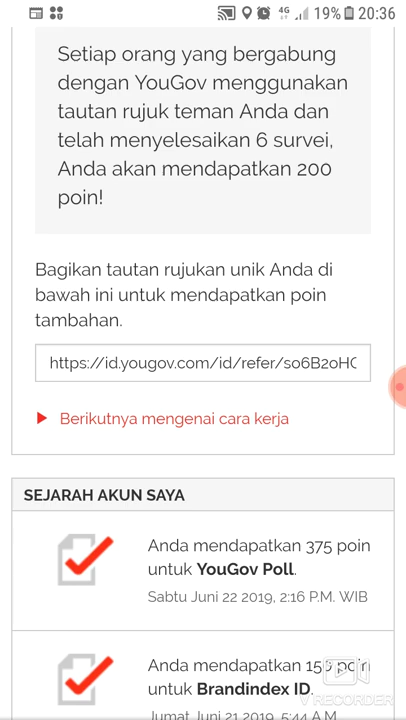 4G 19% 20:36
Setiap orang yang bergabung
dengan YouGov menggunakan
tautan rujuk teman Anda dan
telah menyelesaikan 6 survei,
Anda akan mendapatkan 200
poin!
Bagikan tautan rujukan unik Anda di
bawah ini untuk mendapatkan poin
tambahan.
https://id.yougov.com/id/refer/so6B2oHC
Berikutnya mengenai cara kerja
SEJARAH AKUN SAYA
Anda mendapatkan 375 poin
untuk YouGov Poll.
Sabtu Juni 22 2019, 2:16 P.M. WIB
Anda mendapatkan poin
untuk Brandindex ID.
V RECORDER
Jumat Juni 21 2019, 5:44 A.M.